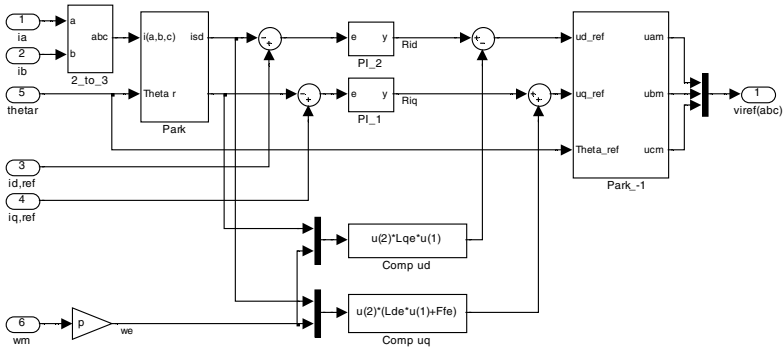 1
ia
a
b
abc
2_to_3
2
ib
5
thetar
i(a,b,c)
isd
Theta r
Park
e
y
PI_2
Rid
e
y
PI_1
Riq
ud_ref
uam
uq_ref
ubm
Theta_ref
ucm
Park_-1
1
viref(abc)
3
id,ref
4
iq,ref
u(2)*Lqe*u(1)
Comp ud
u(2)*(Lde*u(1)+Ffe)
Comp uq
6
wm
p
we